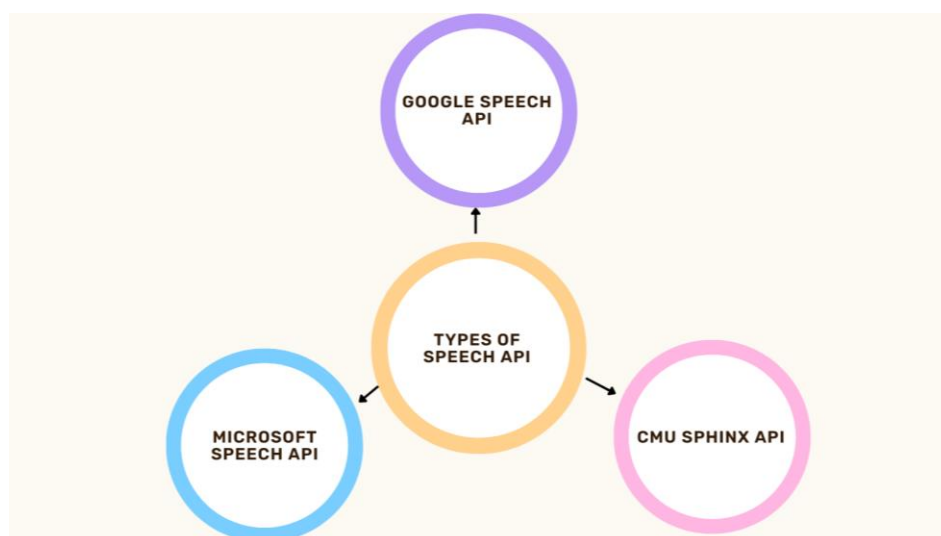 GOOGLE SPEECH
API
TYPES OF
SPEECH API
MICROSOFT
SPEECH API
CMU SPHINX API